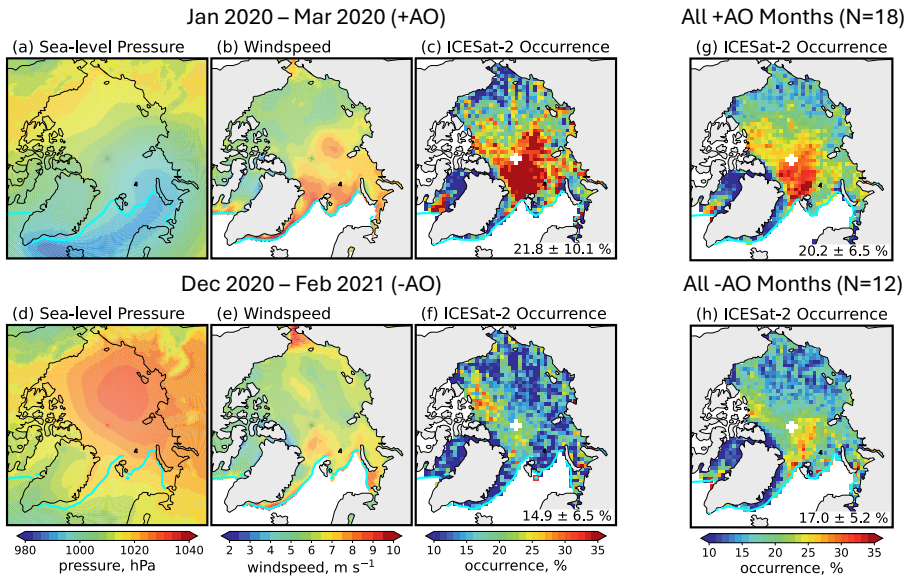 Jan 2020 – Mar 2020 (+AO)
All +AO Months (N=18)
(a) Sea-level Pressure
(b) Windspeed
(c) ICESat-2 Occurrence
(g) ICESat-2 Occurrence
21.8 ± 10.1 %
20.2 ± 6.5 %
Dec 2020 – Feb 2021 (-AO)
All -AO Months (N=12)
(d) Sea-level Pressure
(e) Windspeed
(f) ICESat-2 Occurrence
(h) ICESat-2 Occurrence
14.9 ± 6.5 %
17.0 ± 5.2 %
980 1000 1020 1040
2 3 4 5 6 7 8 9 10
10 15 20 25 30 35
10 15 20 25 30 35
pressure, hPa
windspeed, m s⁻¹
occurrence, %
occurrence, %